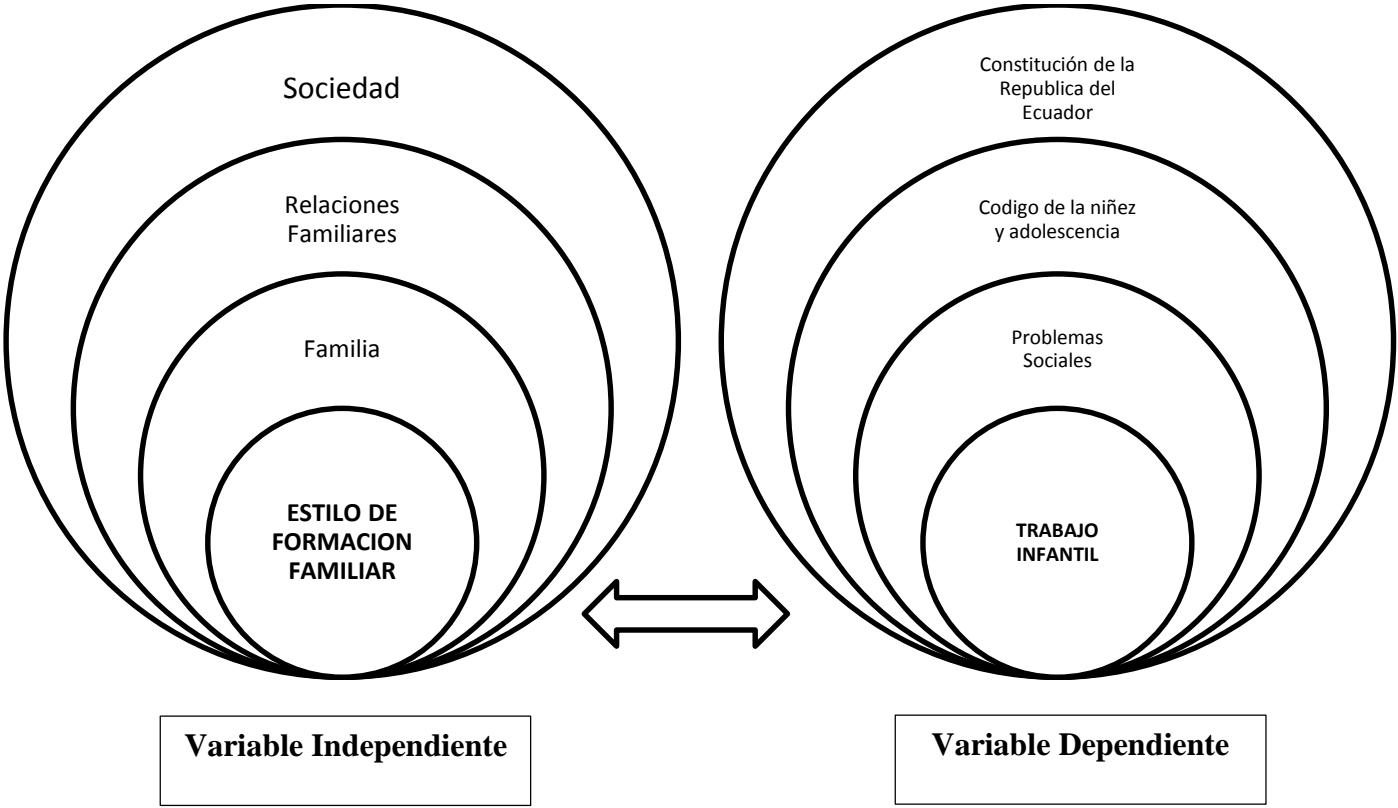 Sociedad
Relaciones
Familiares
Familia
ESTILO DE
FORMACION
FAMILIAR
Variable Independiente
Constitución de la
Republica del
Ecuador
Codigo de la niñez
y adolescencia
Problemas
Sociales
TRABAJO
INFANTIL
Variable Dependiente